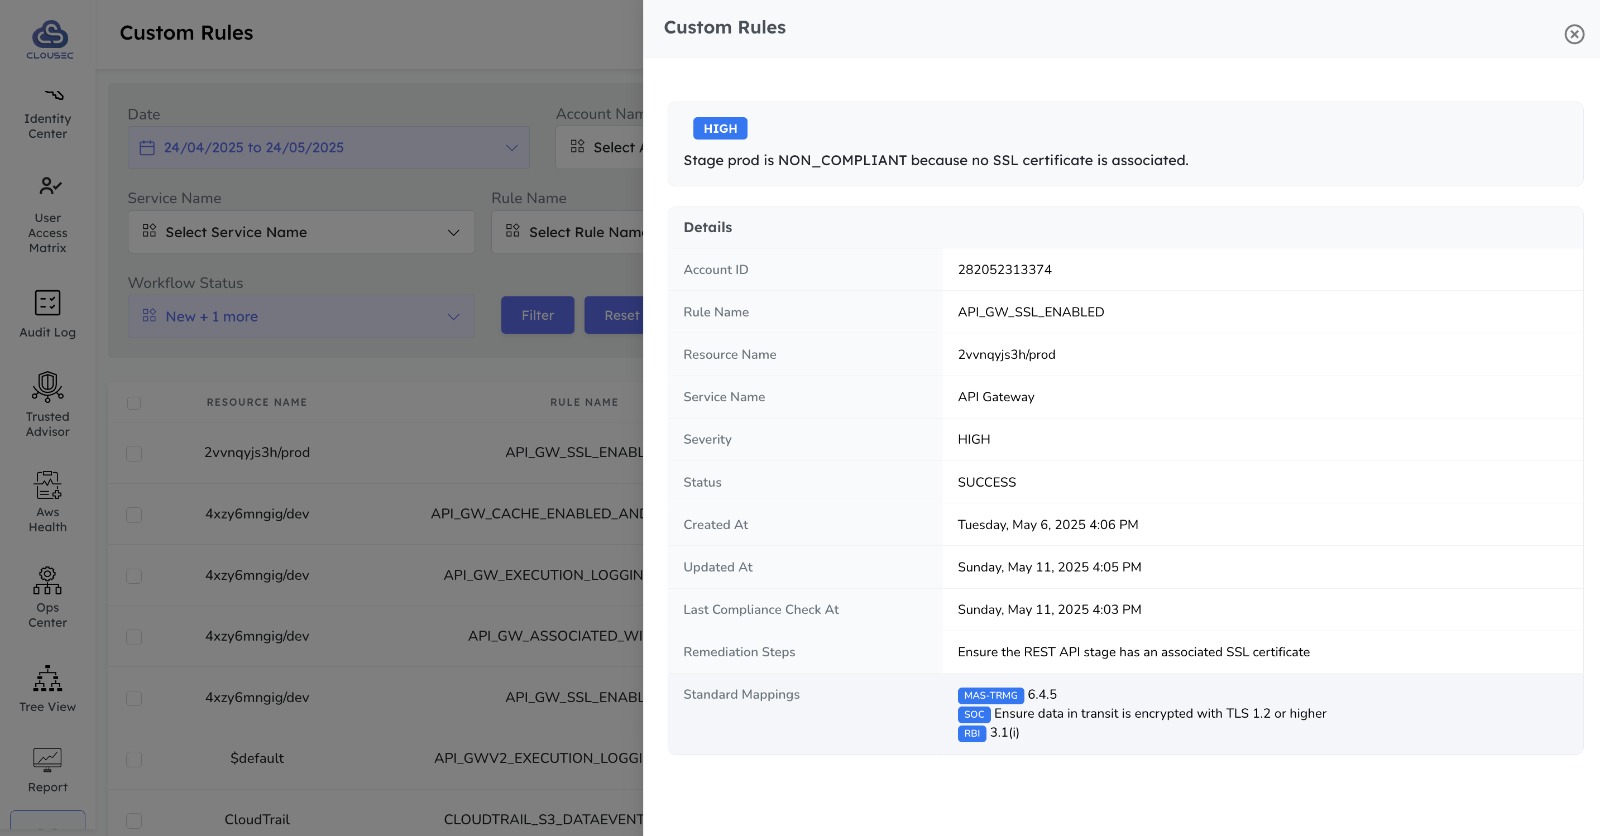 CLOUSEC
Identity
Center
User
Access
Matrix
Audit Log
Trusted
Advisor
Aws
Health
Ops
Center
Tree View
Report
Custom Rules
Date
24/04/2025 to 24/05/2025
Account Nam
Select A
Service Name
Select Service Name
Rule Name
Select Rule Name
Workflow Status
New + 1 more
Filter
Reset
RESOURCE NAME RULE NAME
2vvnqyjs3h/prod API_GW_SSL_ENABL
4xzy6mngig/dev API_GW_CACHE_ENABLED_AND
4xzy6mngig/dev API_GW_EXECUTION_LOGGIN
4xzy6mngig/dev API_GW_ASSOCIATED_WI
4xzy6mngig/dev API_GW_SSL_ENABL
$default API_GWV2_EXECUTION_LOGGI
CloudTrail CLOUDTRAIL_S3_DATAEVENT
Custom Rules
HIGH
Stage prod is NON_COMPLIANT because no SSL certificate is associated.
Details
Account ID 282052313374
Rule Name API_GW_SSL_ENABLED
Resource Name 2vvnqyjs3h/prod
Service Name API Gateway
Severity HIGH
Status SUCCESS
Created At Tuesday, May 6, 2025 4:06 PM
Updated At Sunday, May 11, 2025 4:05 PM
Last Compliance Check At Sunday, May 11, 2025 4:03 PM
Remediation Steps Ensure the REST API stage has an associated SSL certificate
Standard Mappings MAS-TRMG 6.4.5
SOC Ensure data in transit is encrypted with TLS 1.2 or higher
RBI 3.1(i)